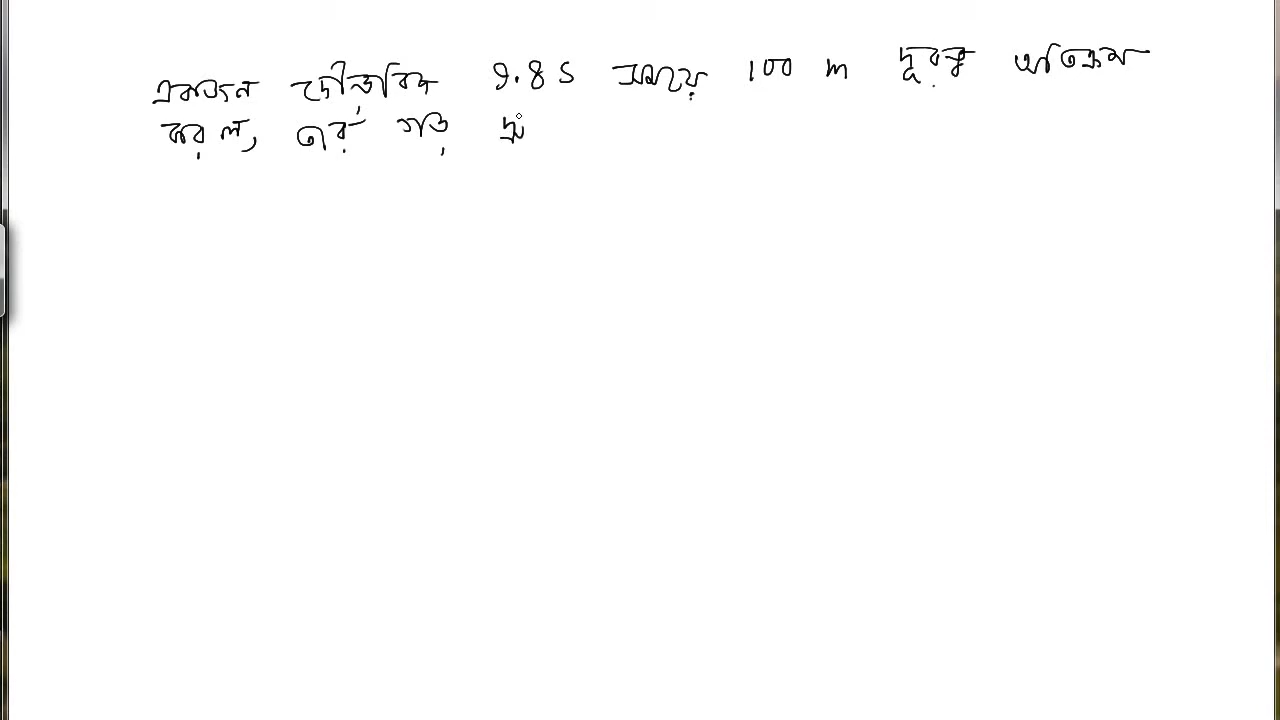 একজন দৌড়বিদ 9.8 s সময়ে 100 m দূরত্ব অতিক্রম
করল, তার গড়